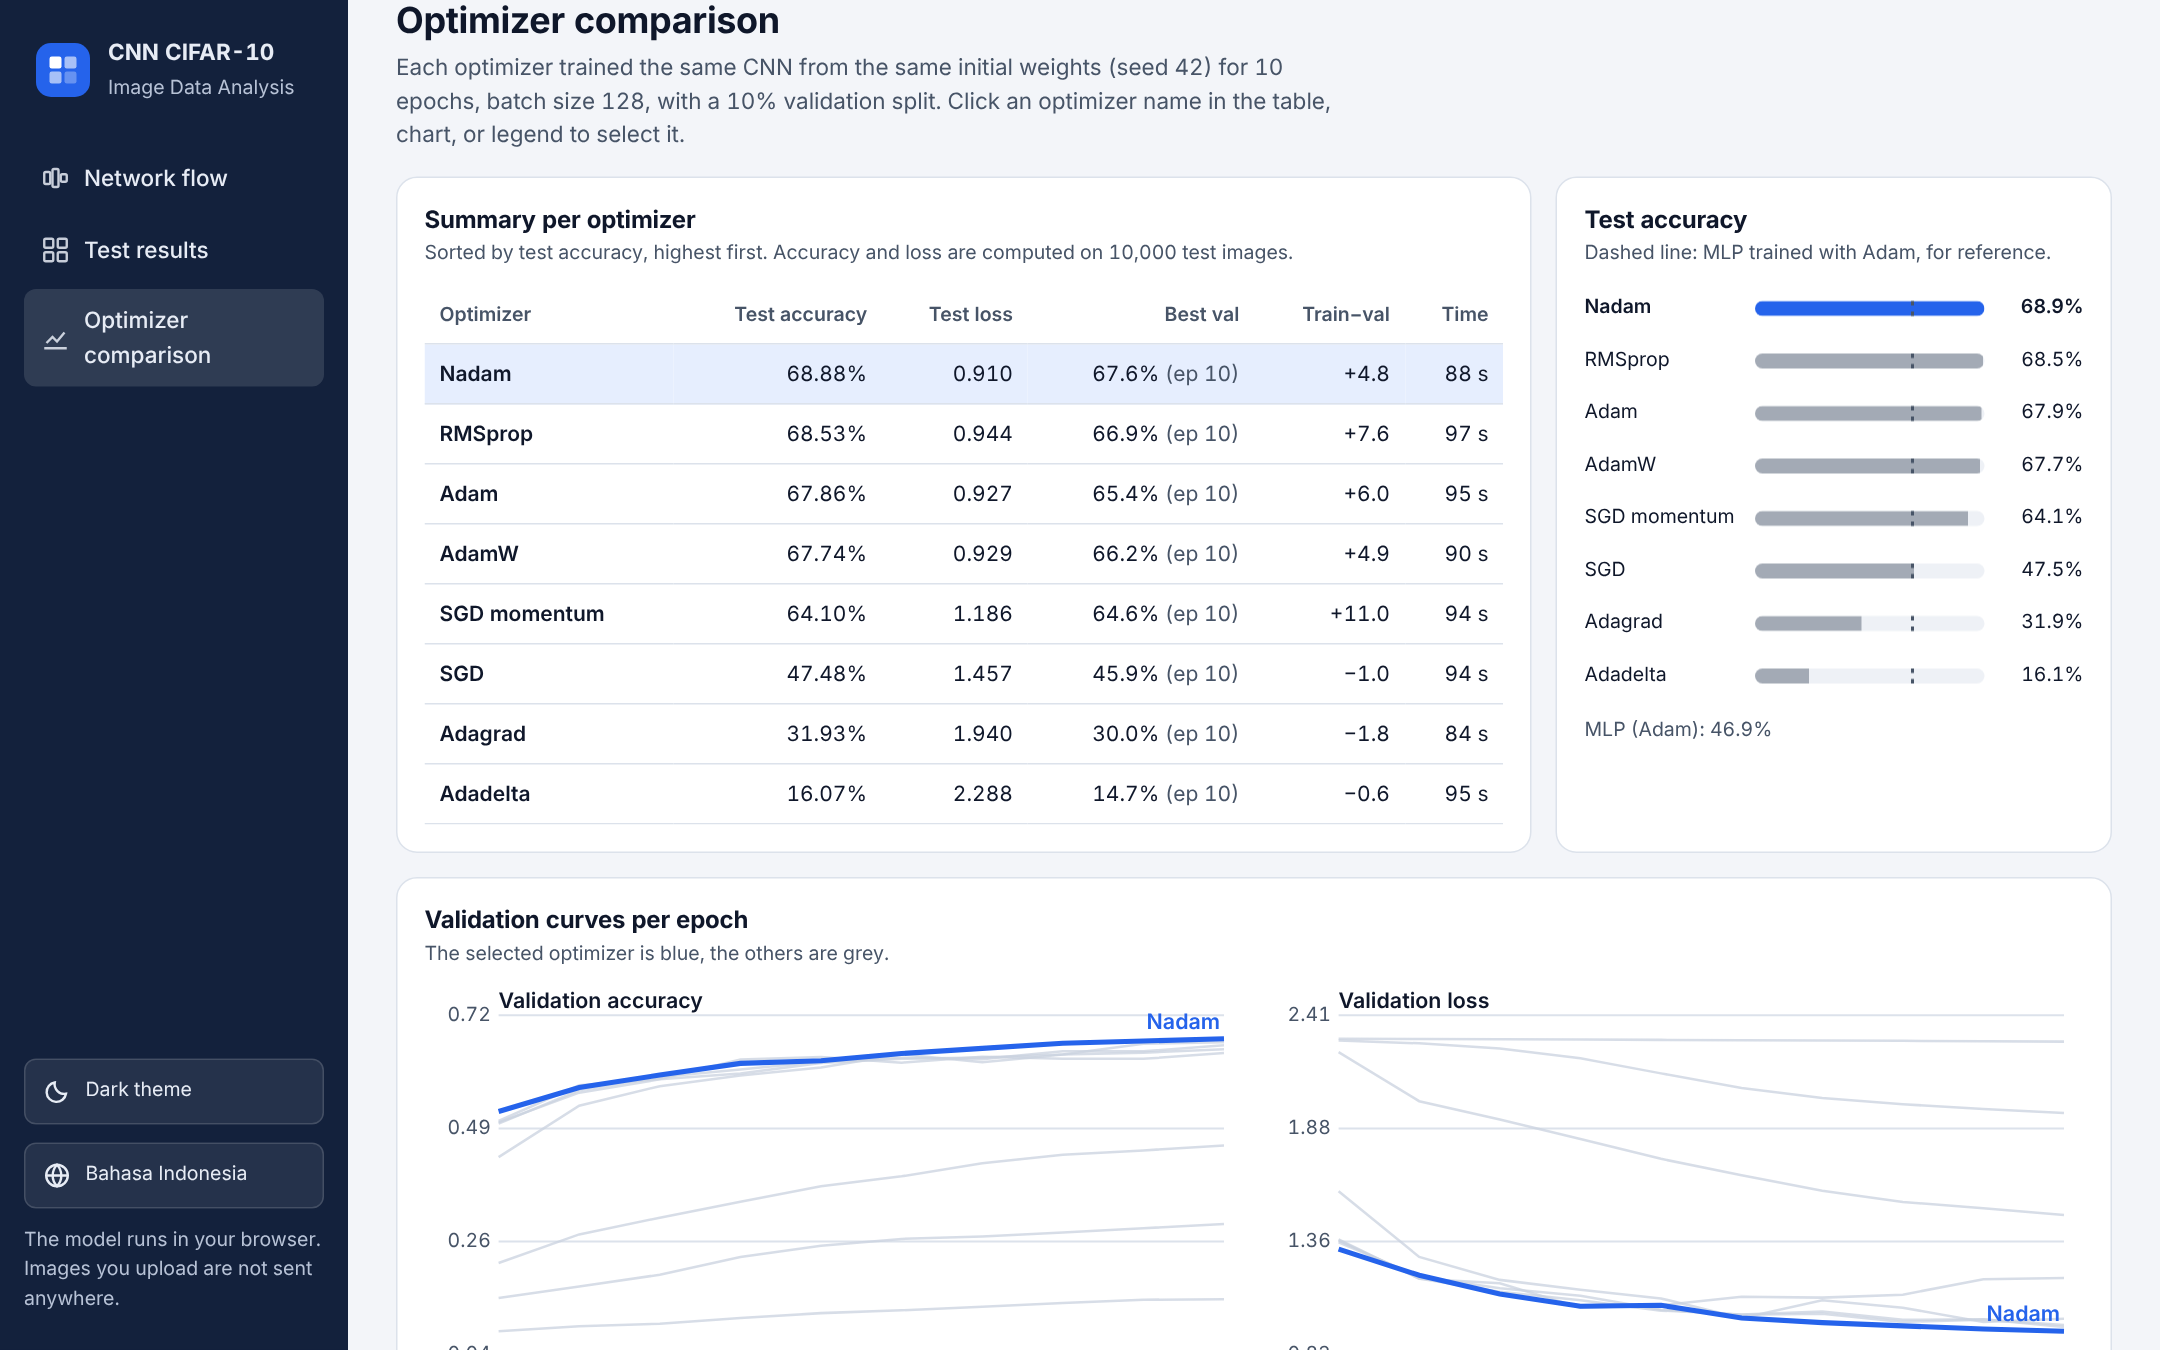 CNN CIFAR-10
Image Data Analysis
Network flow
Test results
Optimizer
comparison
Dark theme
Bahasa Indonesia
The model runs in your browser.
Images you upload are not sent
anywhere.
Optimizer comparison
Each optimizer trained the same CNN from the same initial weights (seed 42) for 10
epochs, batch size 128, with a 10% validation split. Click an optimizer name in the table,
chart, or legend to select it.
Summary per optimizer
Sorted by test accuracy, highest first. Accuracy and loss are computed on 10,000 test images.
Optimizer Test accuracy Test loss Best val Train–val Time
Nadam 68.88% 0.910 67.6% (ep 10) +4.8 88 s
RMSprop 68.53% 0.944 66.9% (ep 10) +7.6 97 s
Adam 67.86% 0.927 65.4% (ep 10) +6.0 95 s
AdamW 67.74% 0.929 66.2% (ep 10) +4.9 90 s
SGD momentum 64.10% 1.186 64.6% (ep 10) +11.0 94 s
SGD 47.48% 1.457 45.9% (ep 10) −1.0 94 s
Adagrad 31.93% 1.940 30.0% (ep 10) −1.8 84 s
Adadelta 16.07% 2.288 14.7% (ep 10) −0.6 95 s
Test accuracy
Dashed line: MLP trained with Adam, for reference.
Nadam 68.9%
RMSprop 68.5%
Adam 67.9%
AdamW 67.7%
SGD momentum 64.1%
SGD 47.5%
Adagrad 31.9%
Adadelta 16.1%
MLP (Adam): 46.9%
Validation curves per epoch
The selected optimizer is blue, the others are grey.
Validation accuracy
0.72
Nadam
0.49
0.26
Validation loss
2.41
1.88
1.36
Nadam